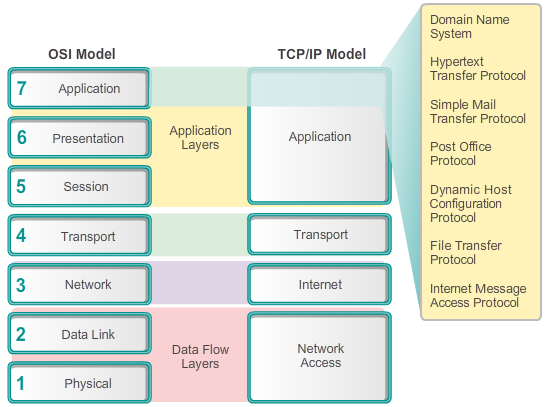 OSI Model
TCP/IP Model
7 Application
6 Presentation
5 Session
4 Transport
3 Network
2 Data Link
1 Physical
Application
Layers
Data Flow
Layers
Application
Transport
Internet
Network
Access
Domain Name
System
Hypertext
Transfer Protocol
Simple Mail
Transfer Protocol
Post Office
Protocol
Dynamic Host
Configuration
Protocol
File Transfer
Protocol
Internet Message
Access Protocol